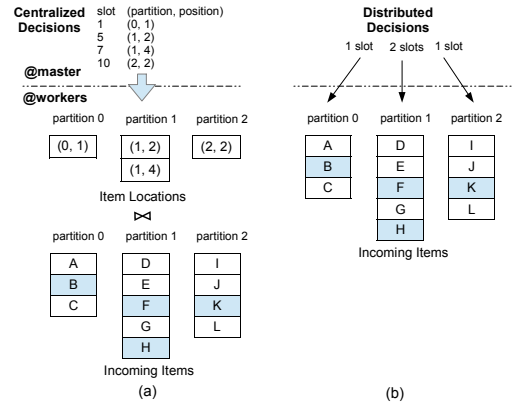 Centralized Decisions
slot (partition, position)
1 (0, 1)
5 (1, 2)
7 (1, 4)
10 (2, 2)
@master
@workers
partition 0 partition 1 partition 2
(0, 1) (1, 2) (2, 2)
(1, 4)
Item Locations
⋈
partition 0 partition 1 partition 2
A D I
B E J
C F K
G L
H
Incoming Items
(a)
Distributed
Decisions
1 slot 2 slots 1 slot
partition 0 partition 1 partition 2
A D I
B E J
C F K
G L
H
Incoming Items
(b)